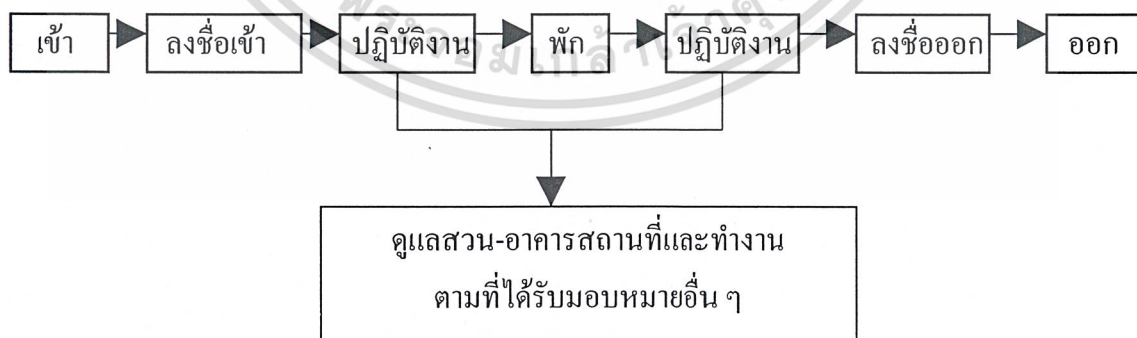 เข้า
ลงชื่อเข้า
ปฏิบัติงาน
พัก
ปฏิบัติงาน
ลงชื่อออก
ออก
ดูแลสวน-อาคารสถานที่และทำงาน
ตามที่ได้รับมอบหมายอื่น ๆ